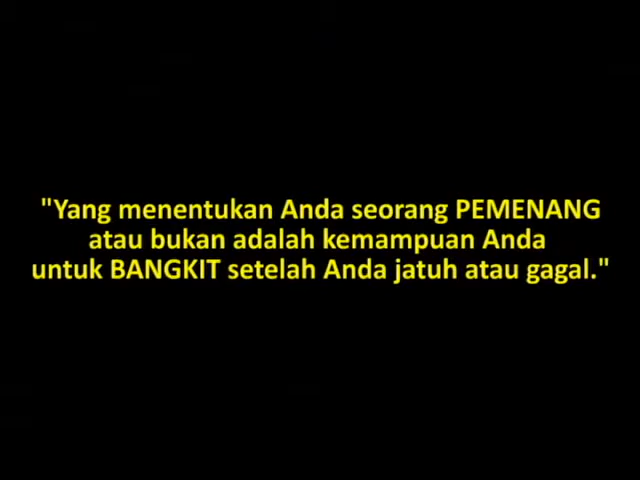 "Yang menentukan Anda seorang PEMENANG
atau bukan adalah kemampuan Anda
untuk BANGKIT setelah Anda jatuh atau gagal."